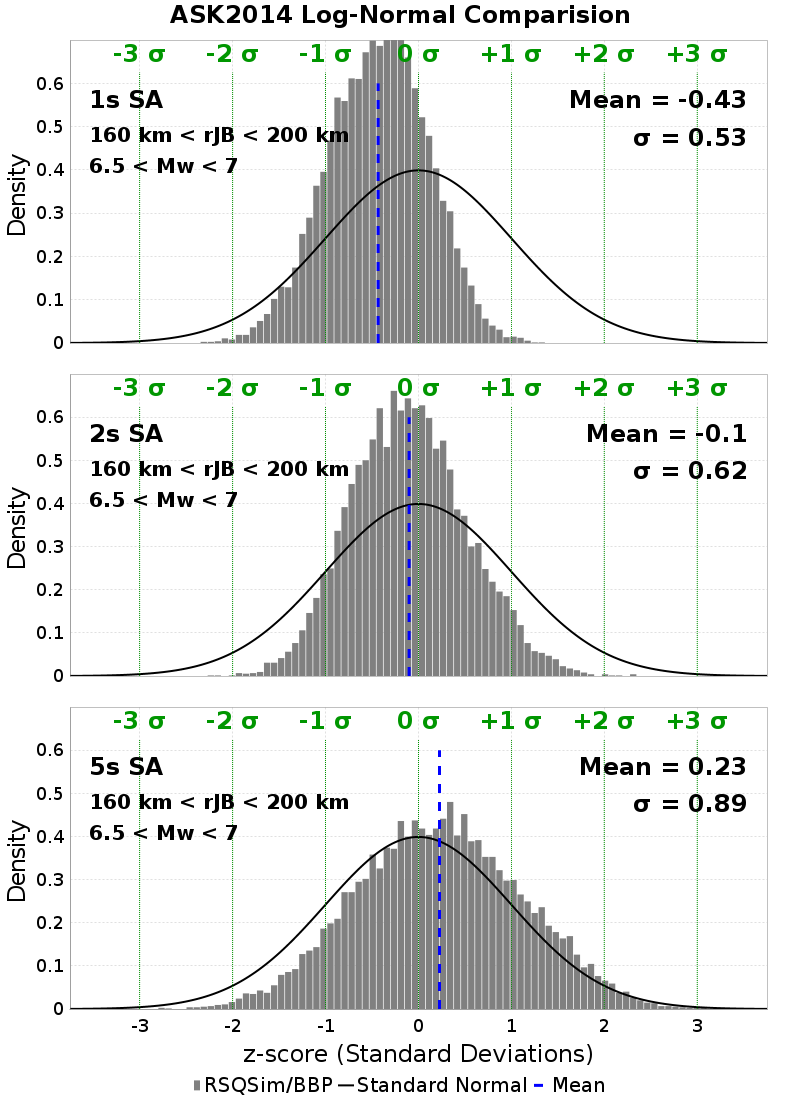 ASK2014 Log-Normal Comparision
-3 σ -2 σ -1 σ 0 σ +1 σ +2 σ +3 σ
1s SA
Mean = -0.43
160 km < rJB < 200 km
σ = 0.53
6.5 < Mw < 7
Density
0.6
0.5
0.4
0.3
0.2
0.1
0
-3 σ -2 σ -1 σ 0 σ +1 σ +2 σ +3 σ
2s SA
Mean = -0.1
160 km < rJB < 200 km
σ = 0.62
6.5 < Mw < 7
Density
0.6
0.5
0.4
0.3
0.2
0.1
0
-3 σ -2 σ -1 σ 0 σ +1 σ +2 σ +3 σ
5s SA
Mean = 0.23
160 km < rJB < 200 km
σ = 0.89
6.5 < Mw < 7
Density
0.6
0.5
0.4
0.3
0.2
0.1
0
-3 -2 -1 0 1 2 3
z-score (Standard Deviations)
RSQSim/BBP Standard Normal Mean